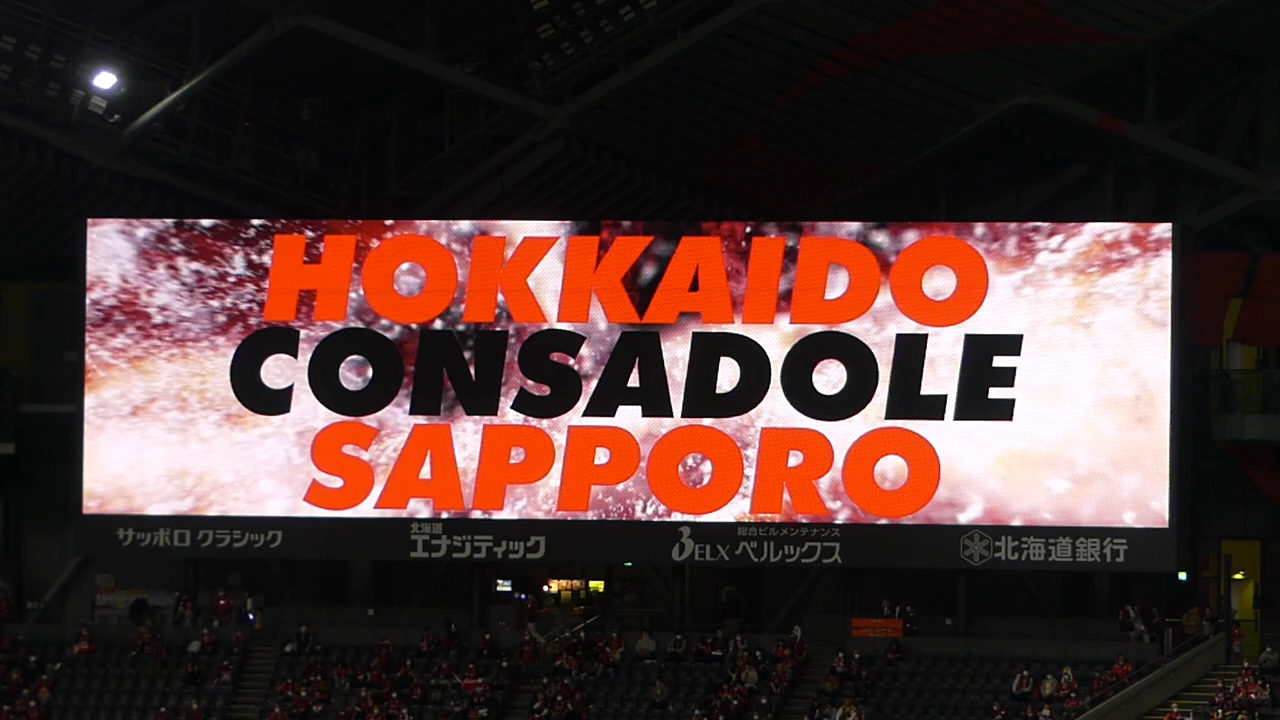 HOKKAIDO
CONSADOLE
SAPPORO
サッポロ クラシック
北海道
エナジティック
BELX ベルックス
総合ビルメンテナンス
北海道銀行